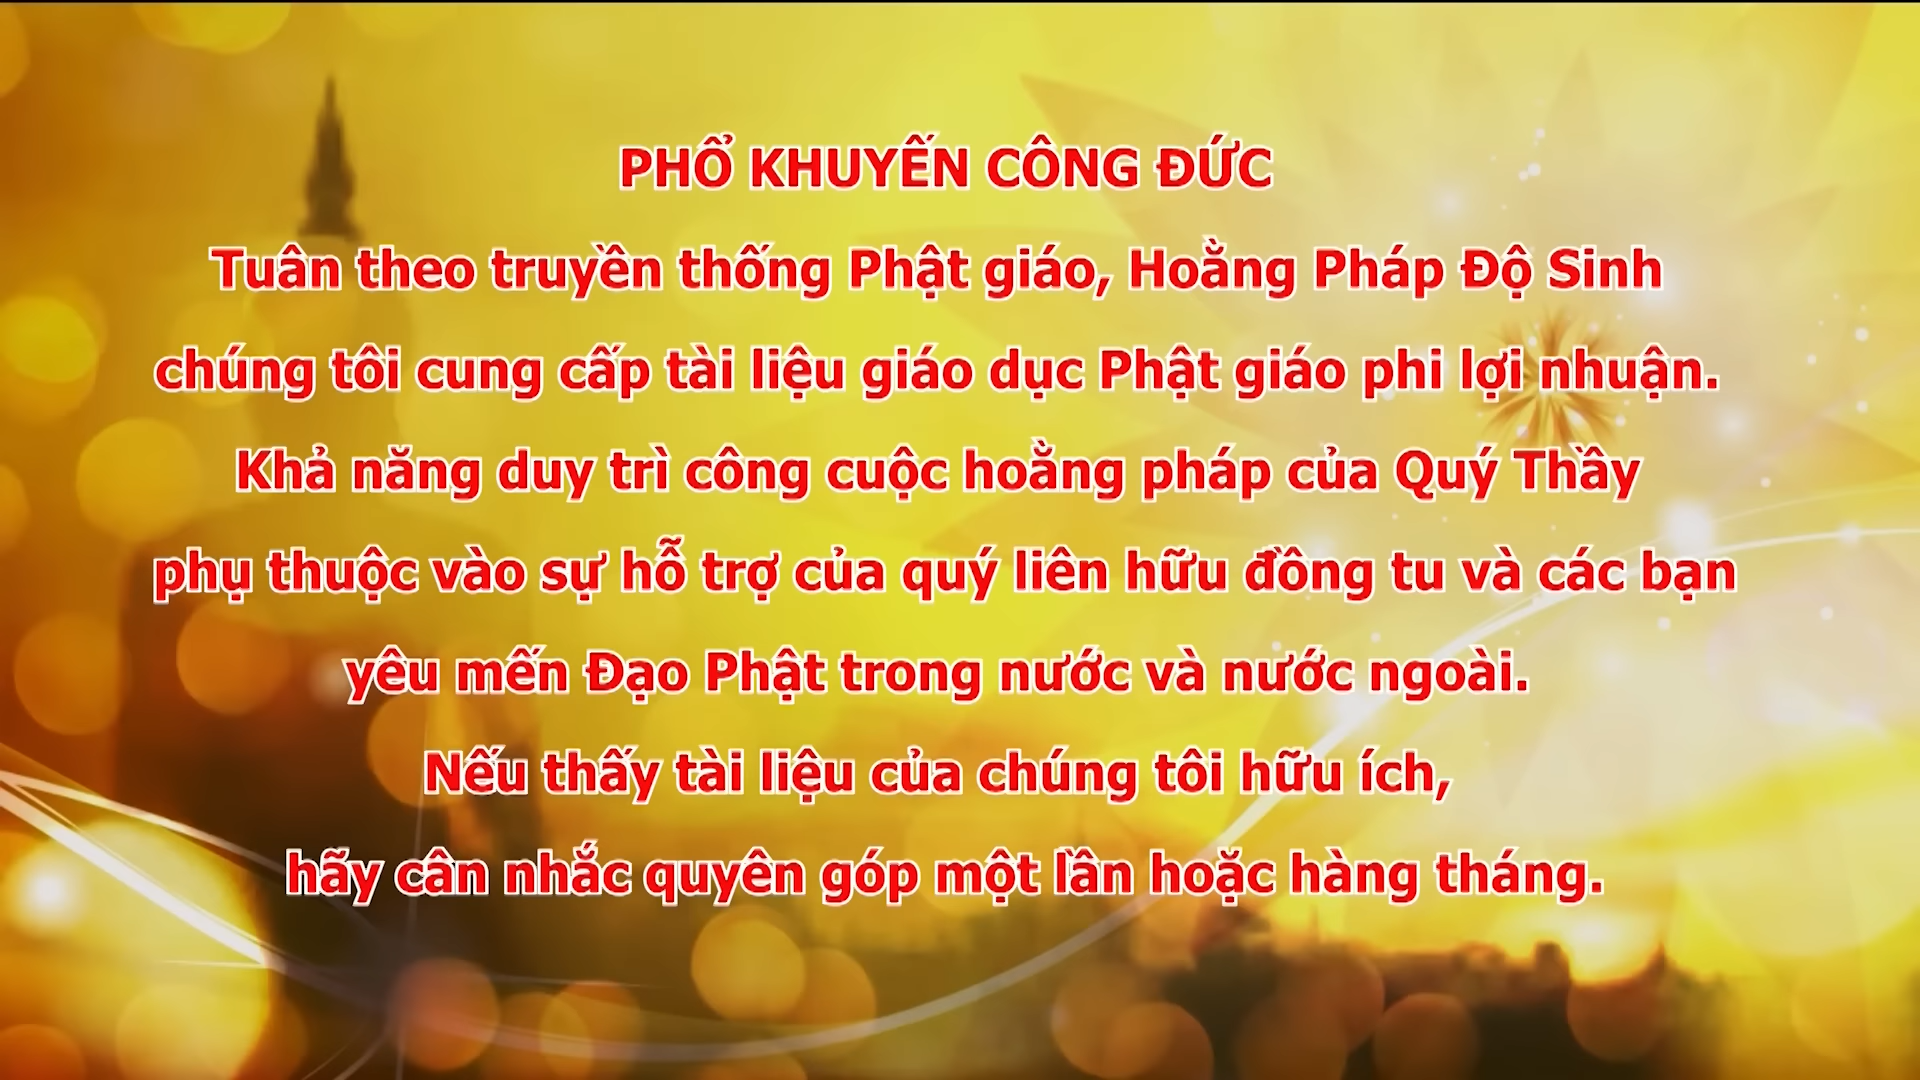 PHỔ KHUYẾN CÔNG ĐỨC
Tuân theo truyền thống Phật giáo, Hoằng Pháp Độ Sinh
chúng tôi cung cấp tài liệu giáo dục Phật giáo phi lợi nhuận.
Khả năng duy trì công cuộc hoằng pháp của Quý Thầy
phụ thuộc vào sự hỗ trợ của quý liên hữu đồng tu và các bạn
yêu mến Đạo Phật trong nước và nước ngoài.
Nếu thấy tài liệu của chúng tôi hữu ích,
hãy cân nhắc quyên góp một lần hoặc hàng tháng.